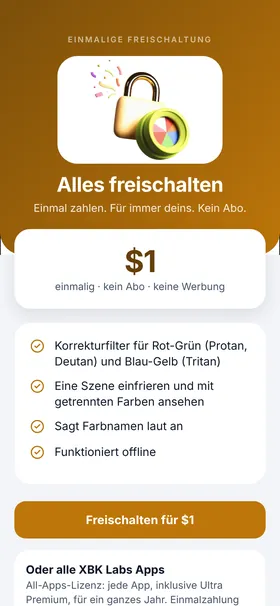 EINMALIGE FREISCHALTUNG
Alles freischalten
Einmal zahlen. Für immer deins. Kein Abo.
$1
einmalig · kein Abo · keine Werbung
Korrekturfilter für Rot-Grün (Protan,
Deutan) und Blau-Gelb (Tritan)
Eine Szene einfrieren und mit
getrennten Farben ansehen
Sagt Farbnamen laut an
Funktioniert offline
Freischalten für $1
Oder alle XBK Labs Apps
All-Apps-Lizenz: jede App, inklusive Ultra
Premium, für ein ganzes Jahr. Einmalzahlung